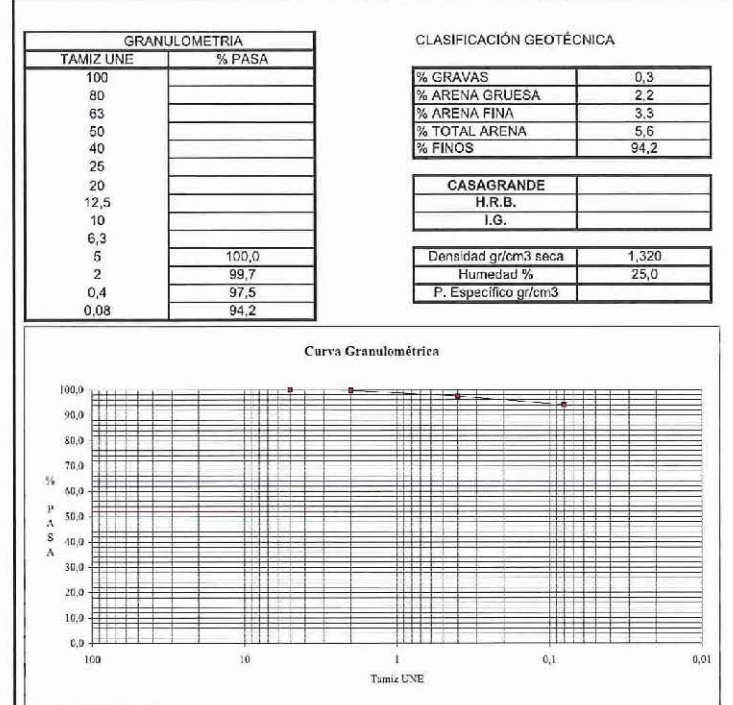 GRANULOMETRIA
TAMIZ UNE % PASA
100
80
63
50
40
25
20
12,5
10
6,3
5 100,0
2 99,7
0,4 97,5
0,08 94,2
CLASIFICACIÓN GEOTÉCNICA
% GRAVAS 0,3
% ARENA GRUESA 2,2
% ARENA FINA 3,3
% TOTAL ARENA 5,6
% FINOS 94,2
CASAGRANDE
H.R.B.
I.G.
Densidad gr/cm3 seca 1,320
Humedad % 25,0
P. Específico gr/cm3
Curva Granulométrica
100,0
90,0
80,0
70,0
60,0
50,0
40,0
30,0
20,0
10,0
0,0
% PASA
100 10 1 0,1 0,01
Tamiz UNE